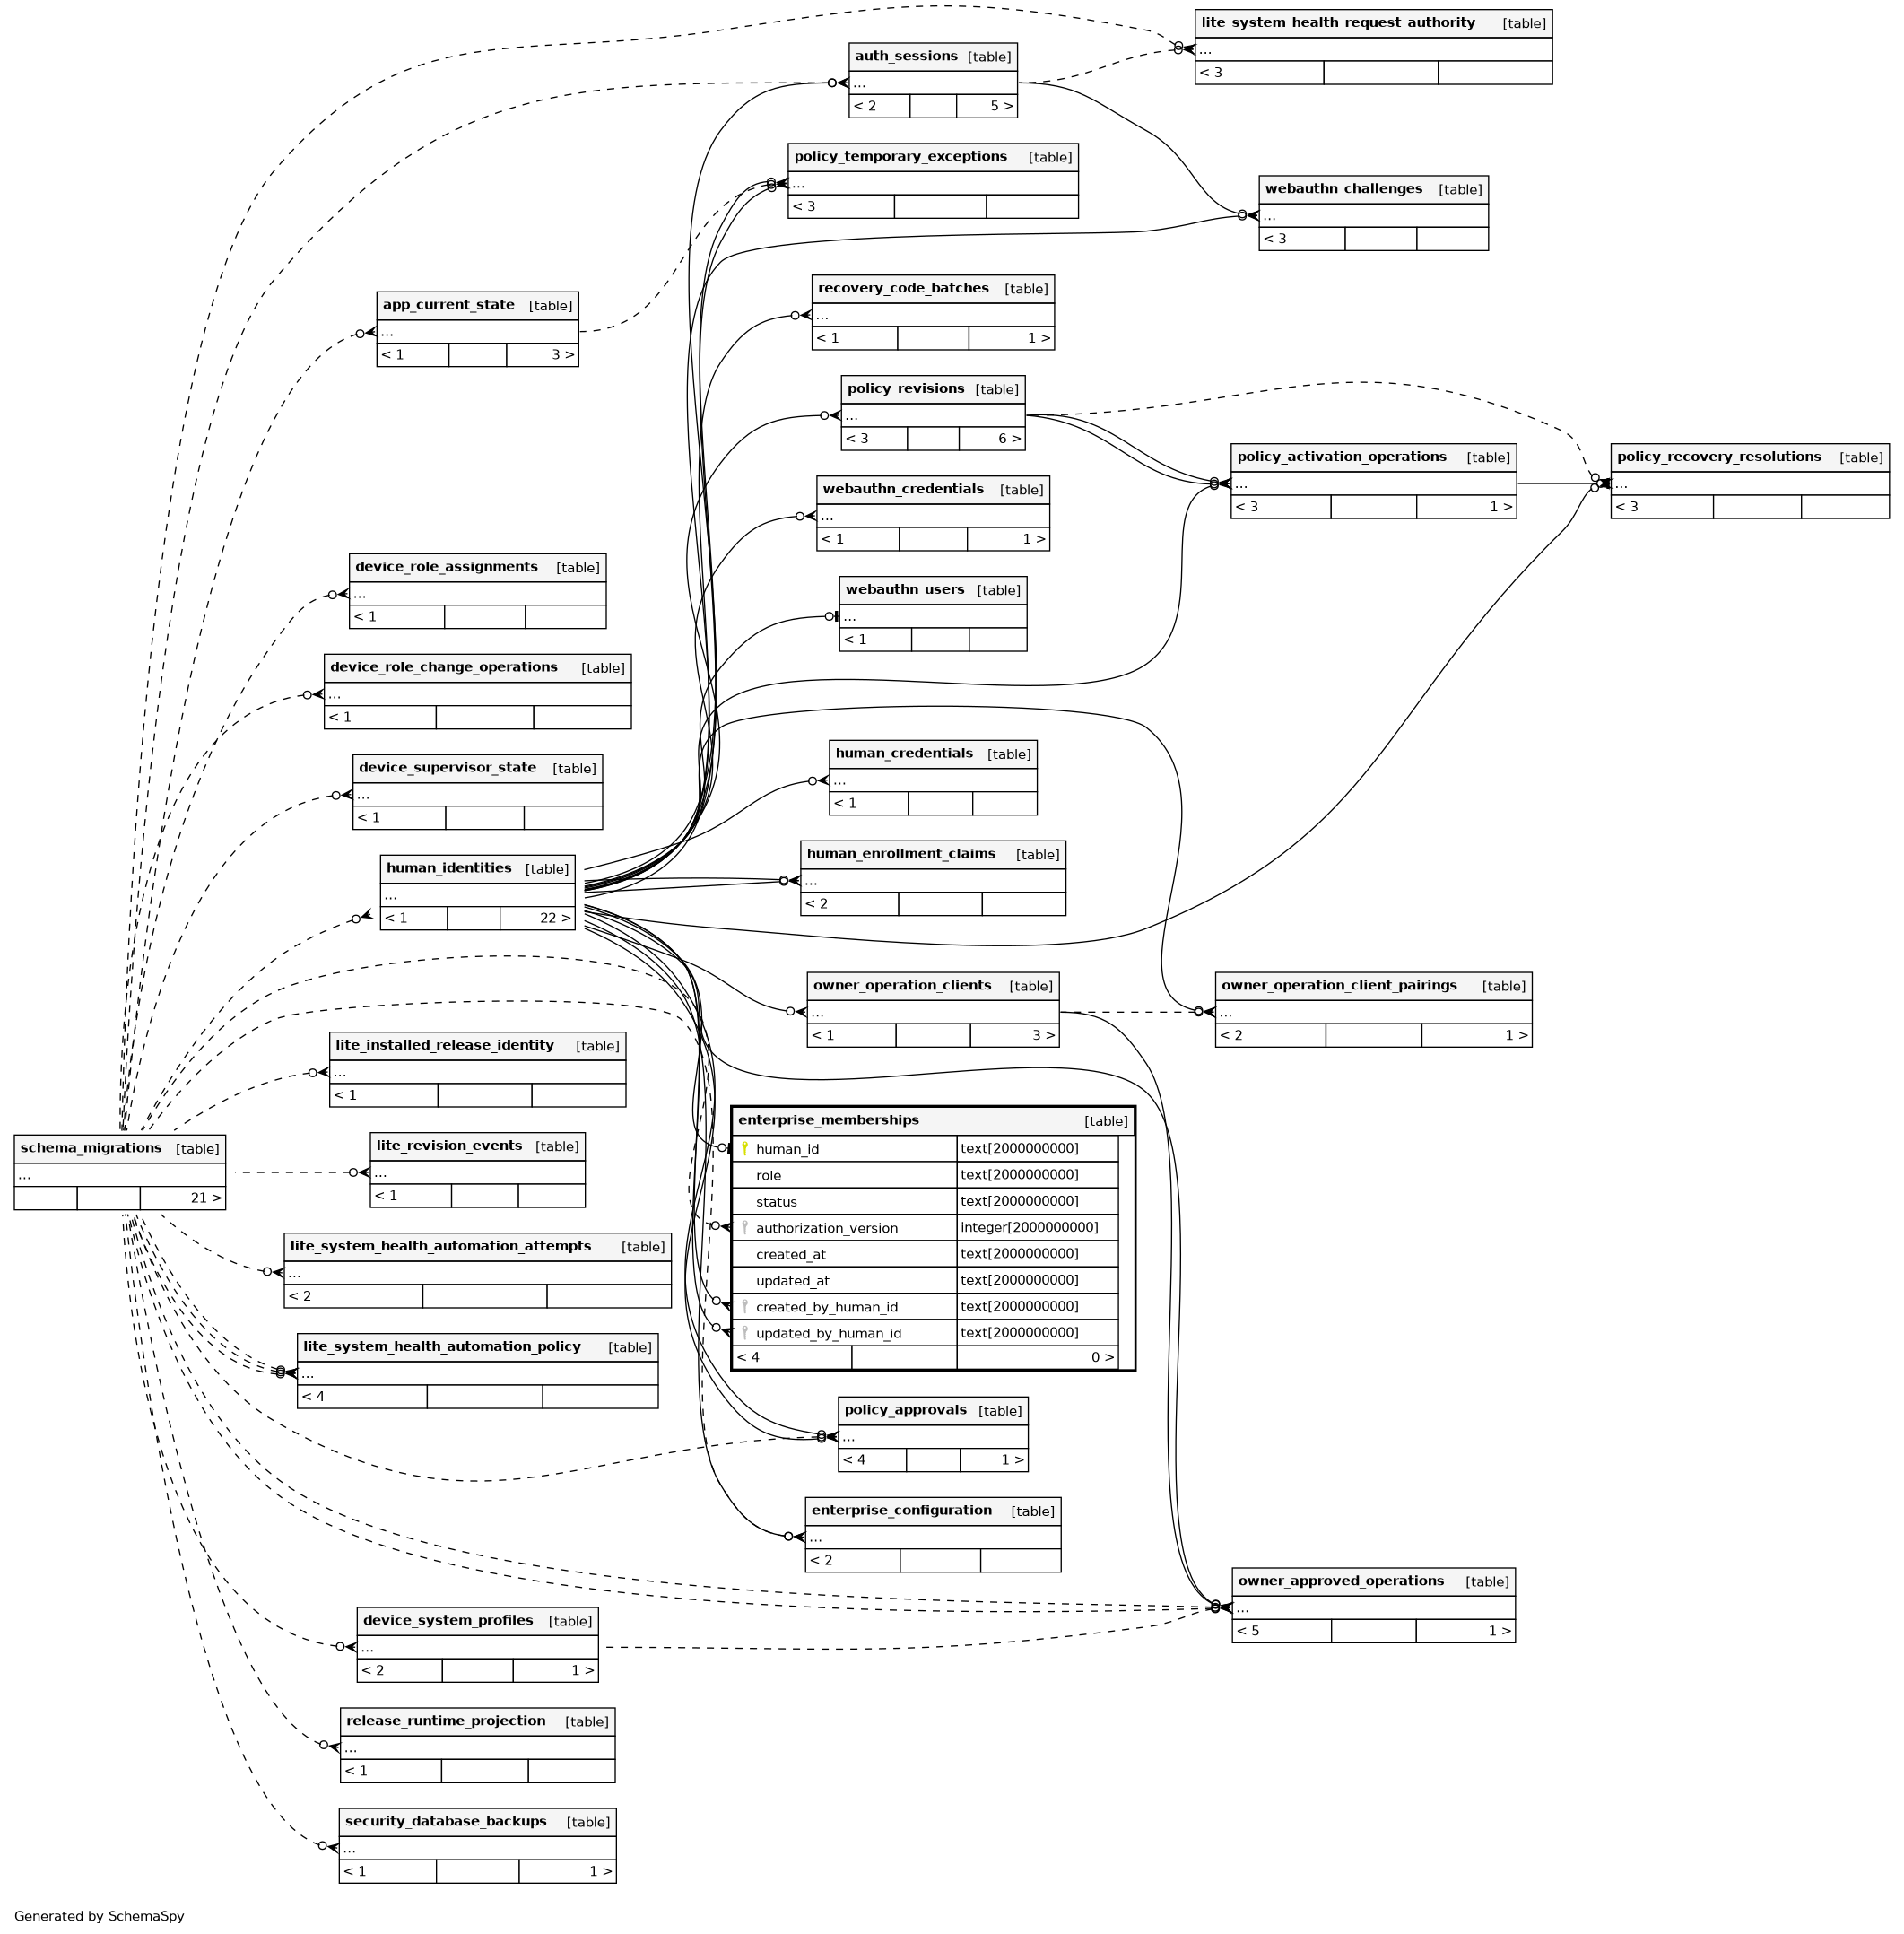 lite_system_health_request_authority [table]
...
< 3
auth_sessions [table]
...
< 2 5 >
policy_temporary_exceptions [table]
...
< 3
webauthn_challenges [table]
...
< 3
recovery_code_batches [table]
...
< 1 1 >
app_current_state [table]
...
< 1 3 >
policy_revisions [table]
...
< 3 6 >
policy_activation_operations [table]
...
< 3 1 >
policy_recovery_resolutions [table]
...
< 3
webauthn_credentials [table]
...
< 1 1 >
device_role_assignments [table]
...
< 1
webauthn_users [table]
...
< 1
device_role_change_operations [table]
...
< 1
device_supervisor_state [table]
...
< 1
human_credentials [table]
...
< 1
human_identities [table]
...
< 1 22 >
human_enrollment_claims [table]
...
< 2
owner_operation_clients [table]
...
< 1 3 >
owner_operation_client_pairings [table]
...
< 2 1 >
lite_installed_release_identity [table]
...
< 1
schema_migrations [table]
...
21 >
lite_revision_events [table]
...
< 1
enterprise_memberships [table]
human_id text[2000000000]
role text[2000000000]
status text[2000000000]
authorization_version integer[2000000000]
created_at text[2000000000]
updated_at text[2000000000]
created_by_human_id text[2000000000]
updated_by_human_id text[2000000000]
< 4 0 >
lite_system_health_automation_attempts [table]
...
< 2
lite_system_health_automation_policy [table]
...
< 4
policy_approvals [table]
...
< 4 1 >
enterprise_configuration [table]
...
< 2
owner_approved_operations [table]
...
< 5 1 >
device_system_profiles [table]
...
< 2 1 >
release_runtime_projection [table]
...
< 1
security_database_backups [table]
...
< 1 1 >
Generated by SchemaSpy